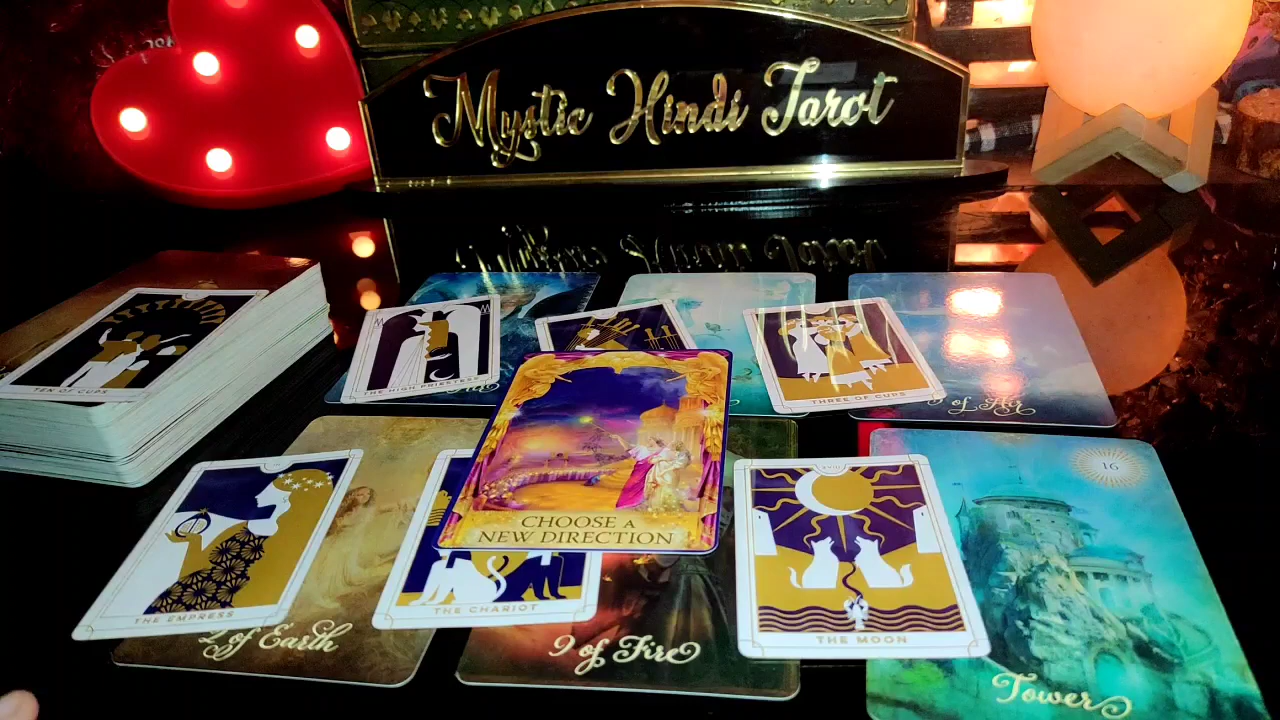 Mystic Hindi Tarot
TEN OF CUPS
THE HIGH PRIESTESS
THREE OF CUPS
of Air
CHOOSE A
NEW DIRECTION
THE EMPRESS
2 of Earth
THE CHARIOT
9 of Fire
XVIII
THE MOON
16
Tower